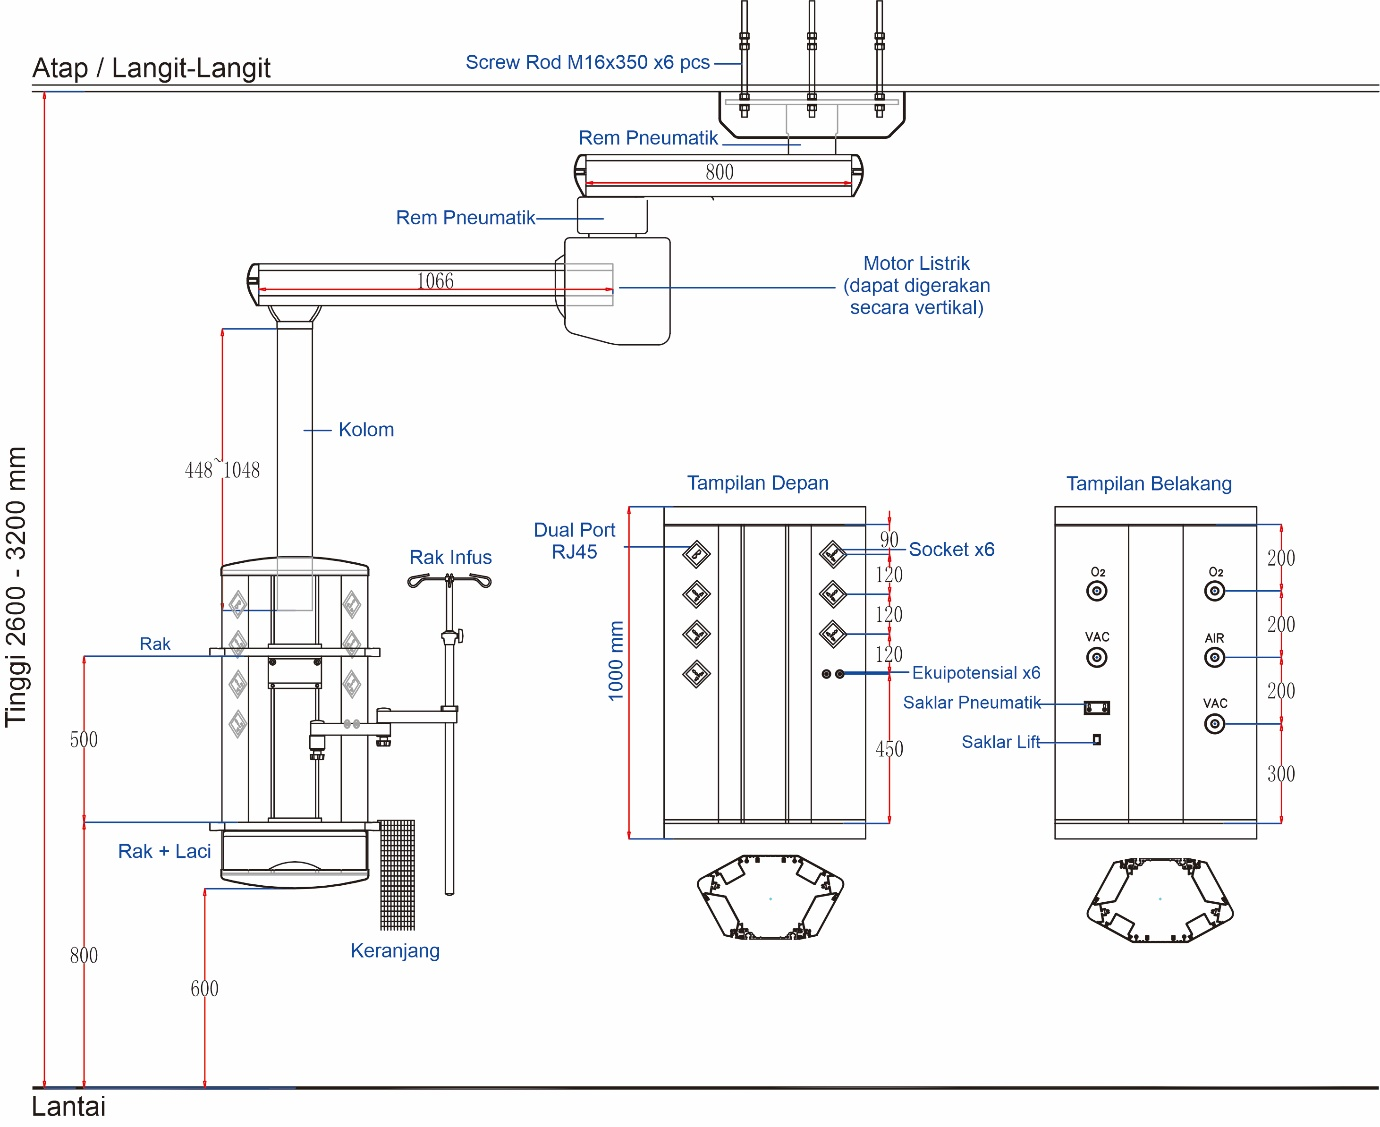 Screw Rod M16x350 x6 pcs
Atap / Langit-Langit
Rem Pneumatik
800
Rem Pneumatik
1066
Motor Listrik
(dapat digerakan
secara vertikal)
Kolom
448~1048
Tinggi 2600 - 3200 mm
Rak Infus
Rak
500
Rak + Laci
Keranjang
800
600
Lantai
Tampilan Depan
Dual Port
RJ45
1000 mm
90
Socket x6
120
120
120
Ekuipotensial x6
450
Tampilan Belakang
O2
O2
VAC
AIR
VAC
Saklar Pneumatik
Saklar Lift
200
200
200
300